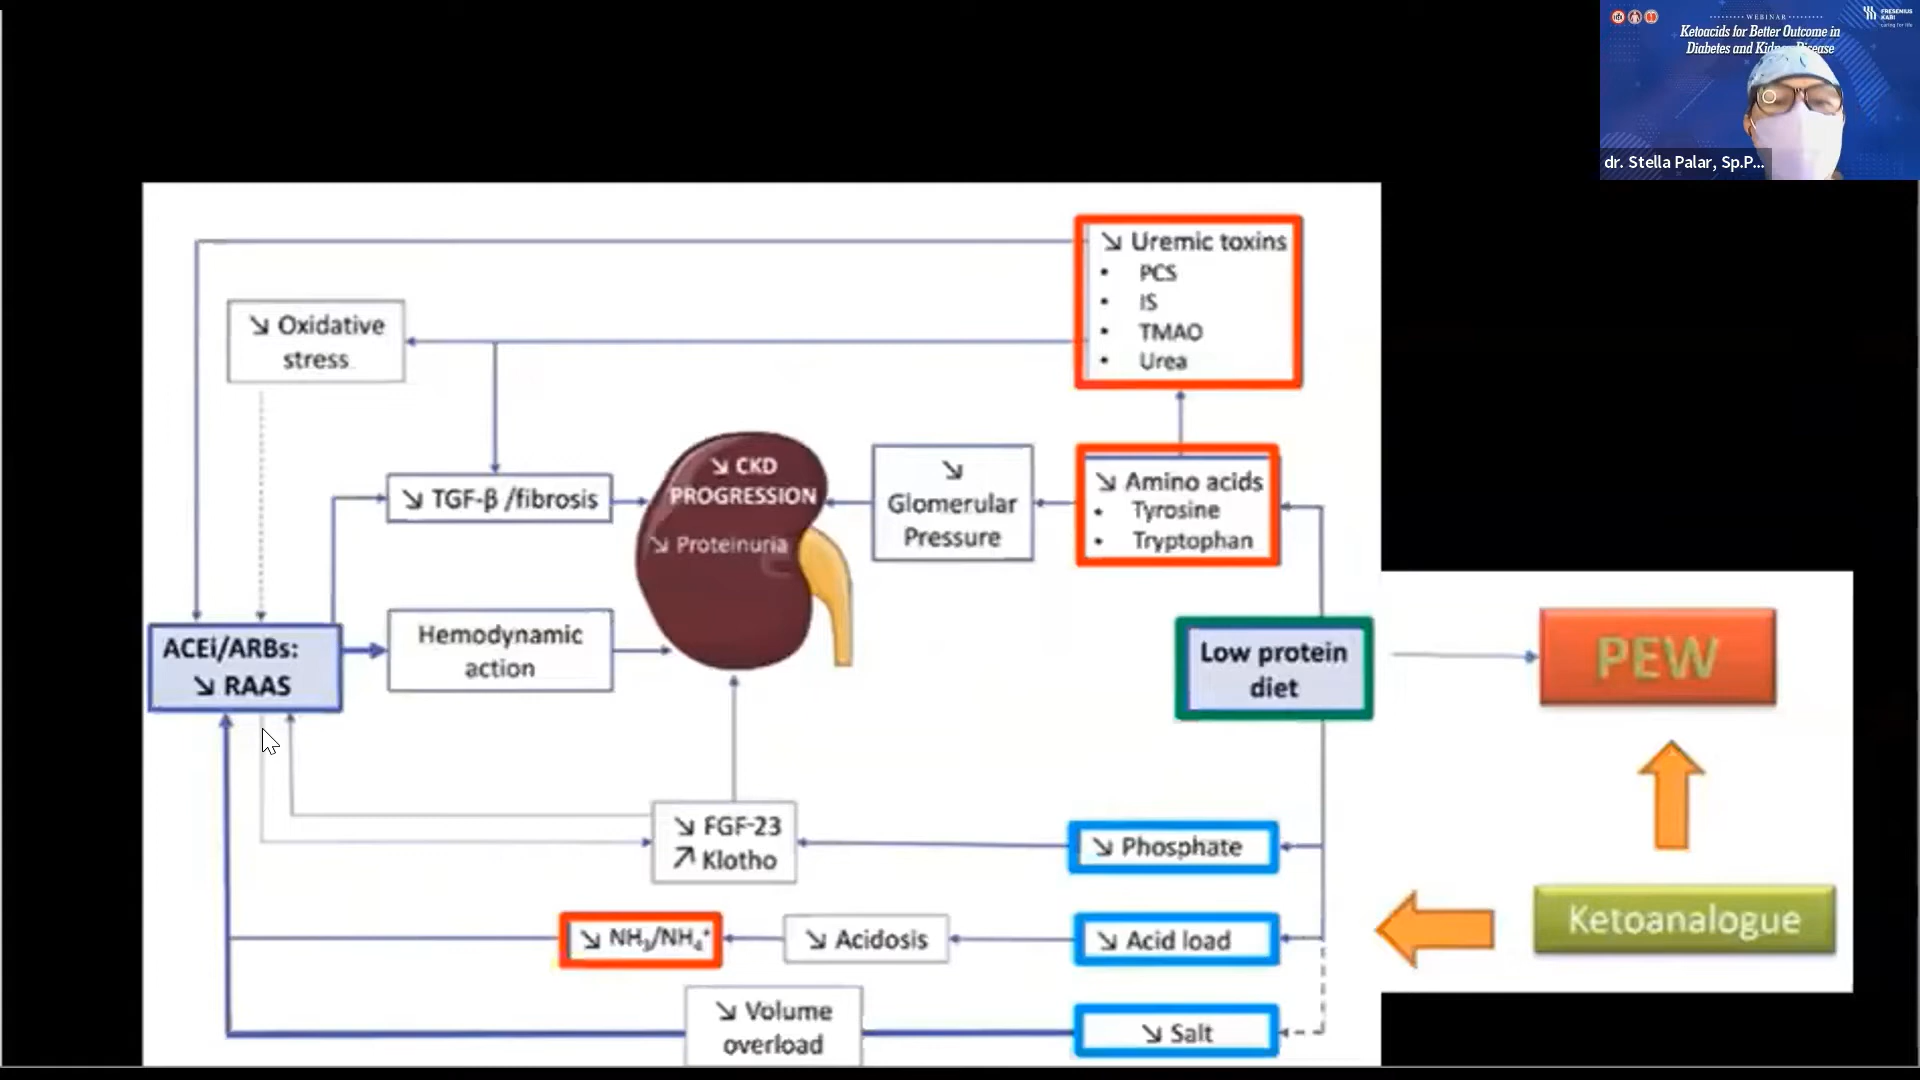 WEBINAR
Ketoacids for Better Outcome in
Diabetes and Kidney Disease
FRESENIUS
KABI
caring for life
dr. Stella Palar, Sp.P...
↘ Uremic toxins
• PCS
• IS
• TMAO
• Urea
↘ Oxidative
stress
↘ CKD
PROGRESSION
↘ Proteinuria
↘ TGF-β /fibrosis
↘
Glomerular
Pressure
↘ Amino acids
• Tyrosine
• Tryptophan
ACEi/ARBs:
↘ RAAS
Hemodynamic
action
Low protein
diet
PEW
↘ FGF-23
↗ Klotho
↘ Phosphate
↘ NH₃/NH₄⁺
↘ Acidosis
↘ Acid load
Ketoanalogue
↘ Volume
overload
↘ Salt